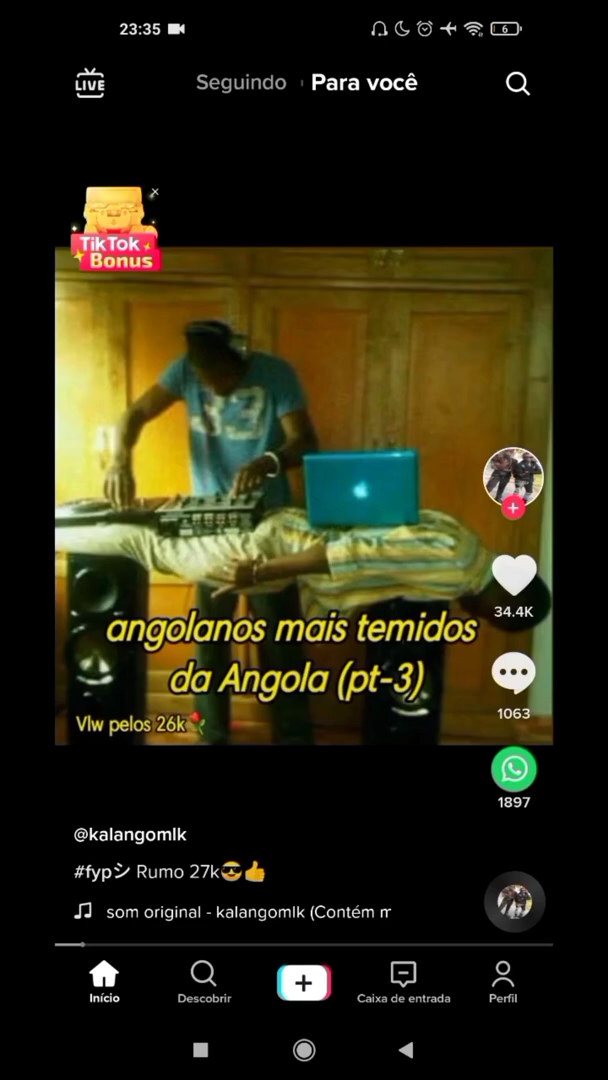 23:35
6
LIVE
Seguindo
Para você
TikTok
Bonus
33
angolanos mais temidos
da Angola (pt-3)
Vlw pelos 26k🌹
34.4K
1063
1897
@kalangomlk
#fypシ Rumo 27k😎👍
som original - kalangomlk (Contém m
Início
Descobrir
Caixa de entrada
Perfil